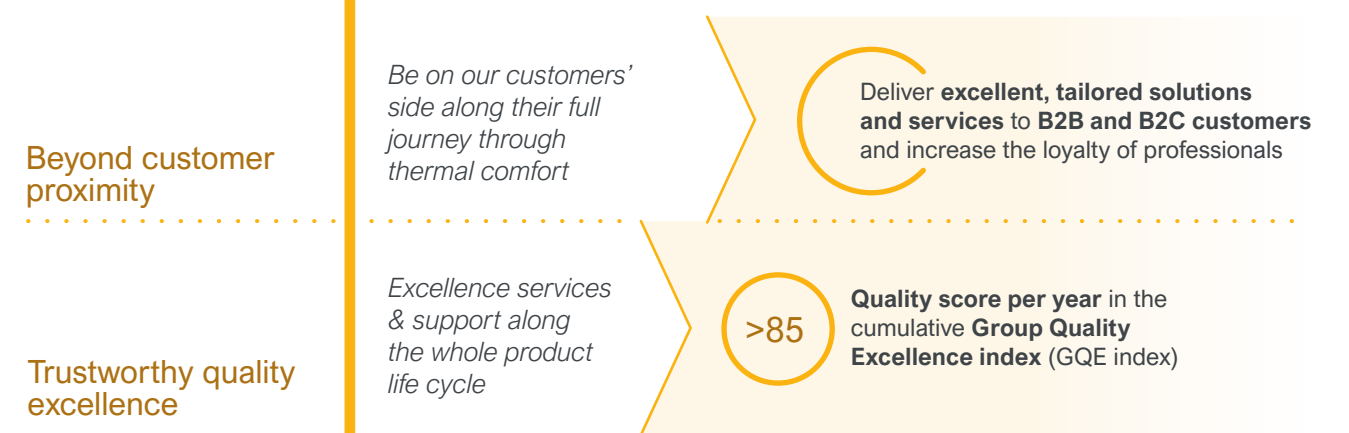 Beyond customer
proximity
Be on our customers’
side along their full
journey through
thermal comfort
Deliver excellent, tailored solutions
and services to B2B and B2C customers
and increase the loyalty of professionals
Trustworthy quality
excellence
Excellence services
& support along
the whole product
life cycle
>85
Quality score per year in the
cumulative Group Quality
Excellence index (GQE index)